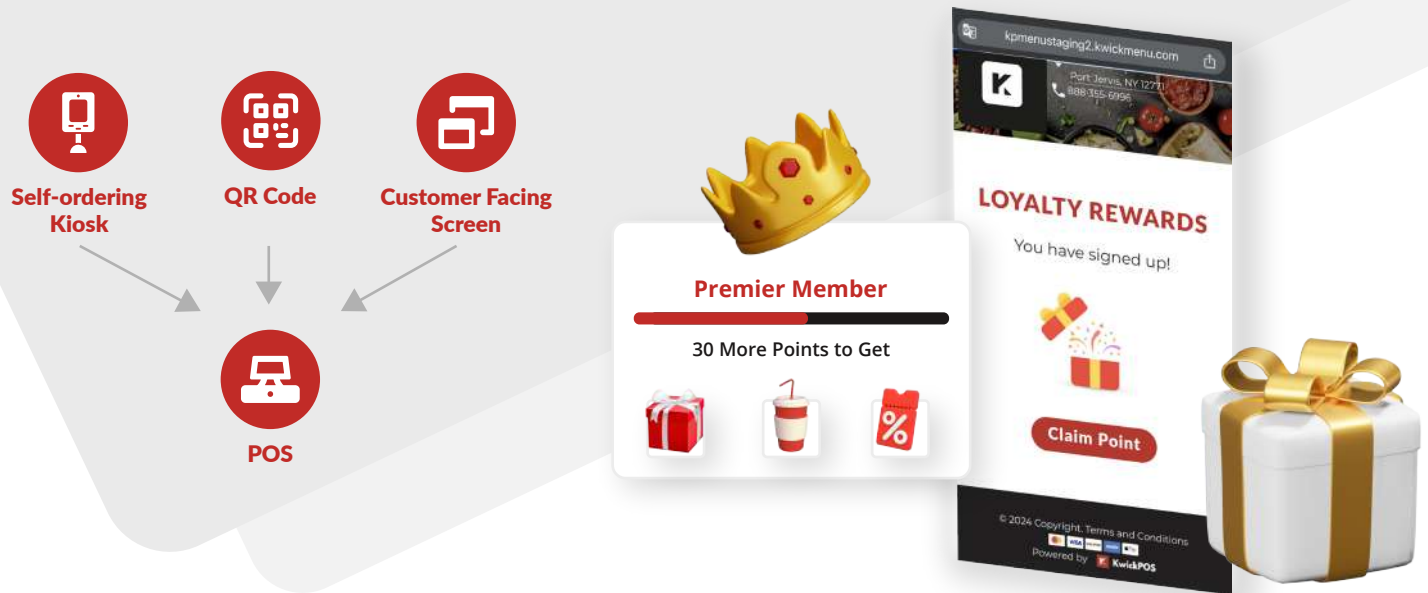 Self-ordering
Kiosk
QR Code
Customer Facing
Screen
POS
Premier Member
30 More Points to Get
%
kpmenustaging2.kwickmenu.com
K
Port Jervis, NY 12771
888-355-6996
LOYALTY REWARDS
You have signed up!
Claim Point
© 2024 Copyright. Terms and Conditions
VISA
Powered by K KwickPOS